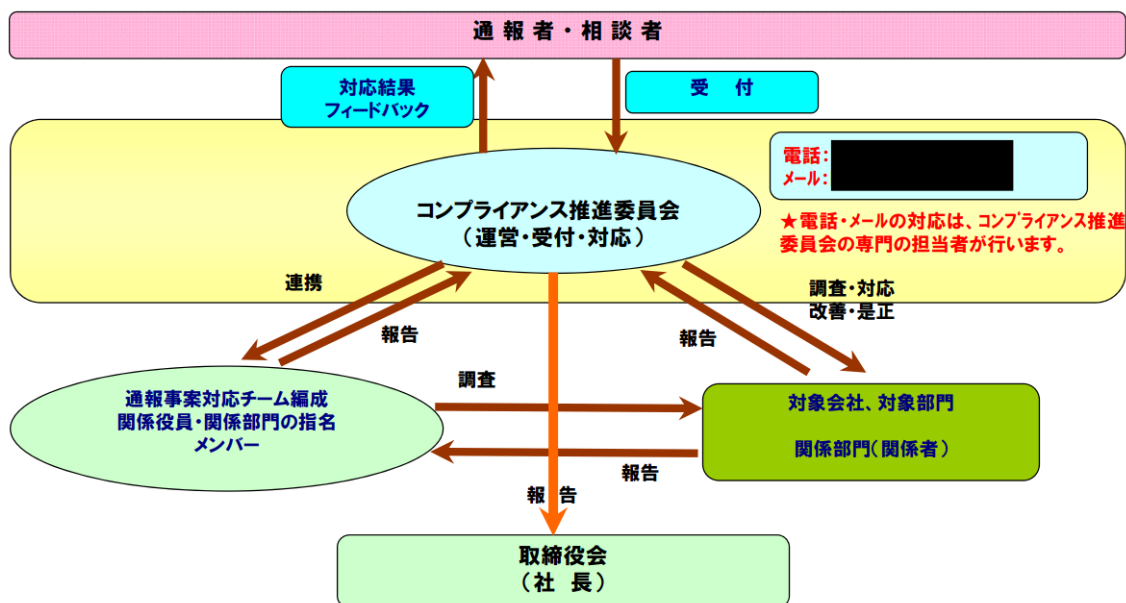 通報者・相談者
対応結果
フィードバック
受 付
電話:
メール:
コンプライアンス推進委員会
(運営・受付・対応)
★電話・メールの対応は、コンプライアンス推進
委員会の専門の担当者が行います。
連携
報告
調査・対応
改善・是正
報告
通報事案対応チーム編成
関係役員・関係部門の指名
メンバー
調査
報告
対象会社、対象部門
関係部門(関係者)
報告
取締役会
(社 長)